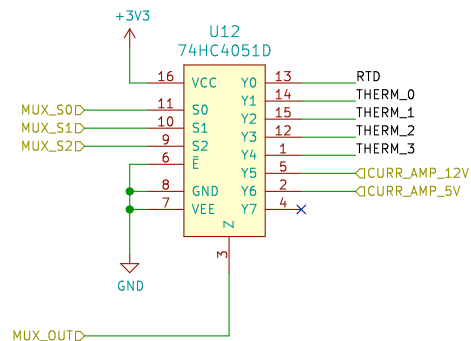 +3V3
U12
74HC4051D
16 VCC Y0 13 RTD
Y1 14 THERM_0
MUX_S0 11 S0 Y2 15 THERM_1
MUX_S1 10 S1 Y3 12 THERM_2
MUX_S2 9 S2 Y4 1 THERM_3
6 E̅ Y5 5 CURR_AMP_12V
8 GND Y6 2 CURR_AMP_5V
7 VEE Y7 4
Z
3
GND
MUX_OUT